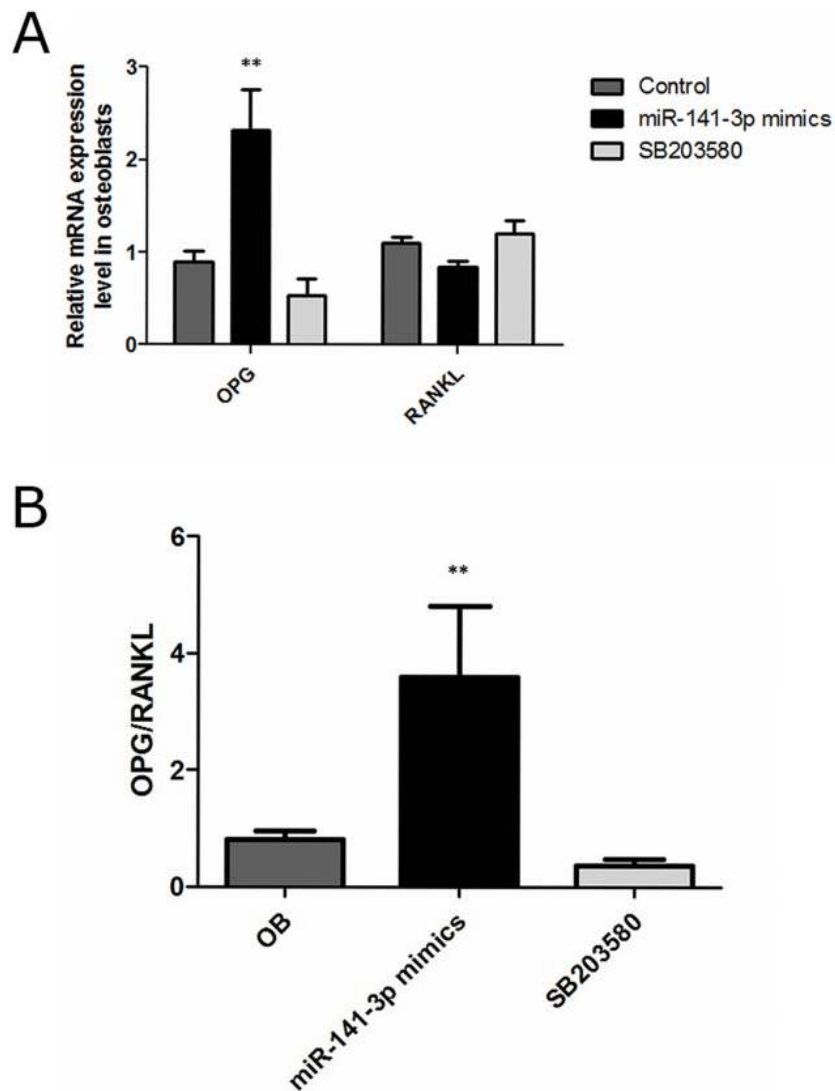 A
Relative mRNA expression
level in osteoblasts
3
2
1
0
**
OPG
RANKL
Control
miR-141-3p mimics
SB203580
B
OPG/RANKL
6
4
2
0
**
OB
miR-141-3p mimics
SB203580